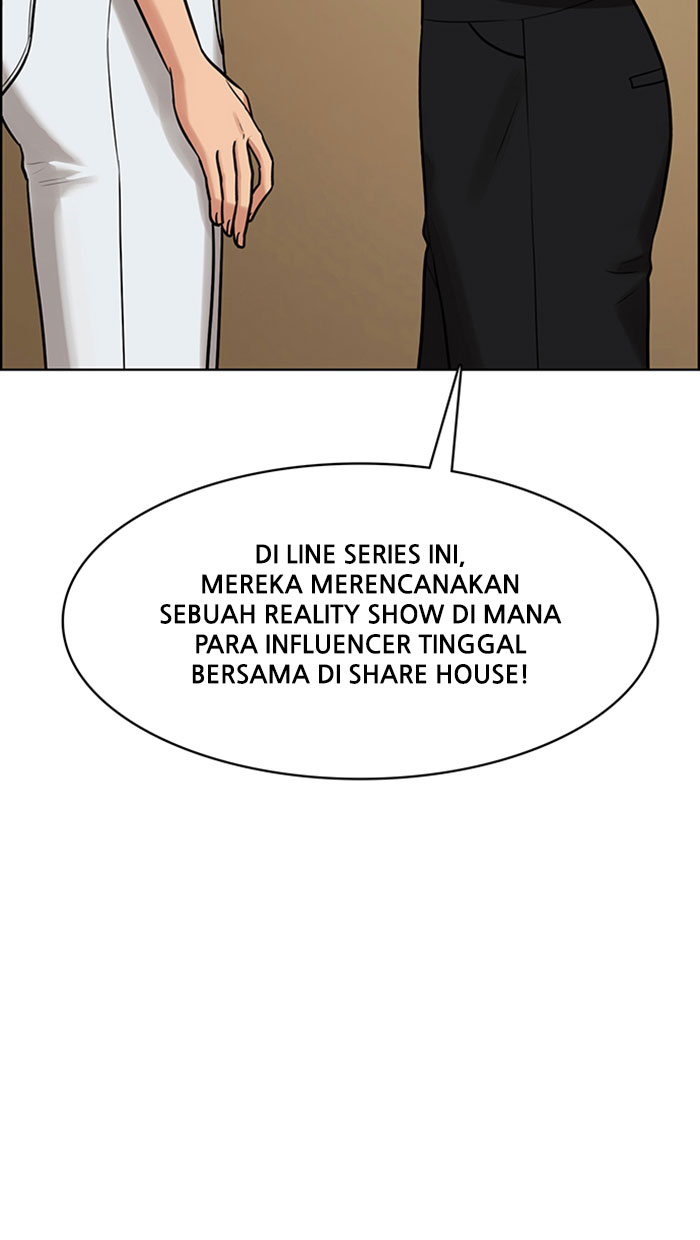 DI LINE SERIES INI,
MEREKA MERENCANAKAN
SEBUAH REALITY SHOW DI MANA
PARA INFLUENCER TINGGAL
BERSAMA DI SHARE HOUSE!